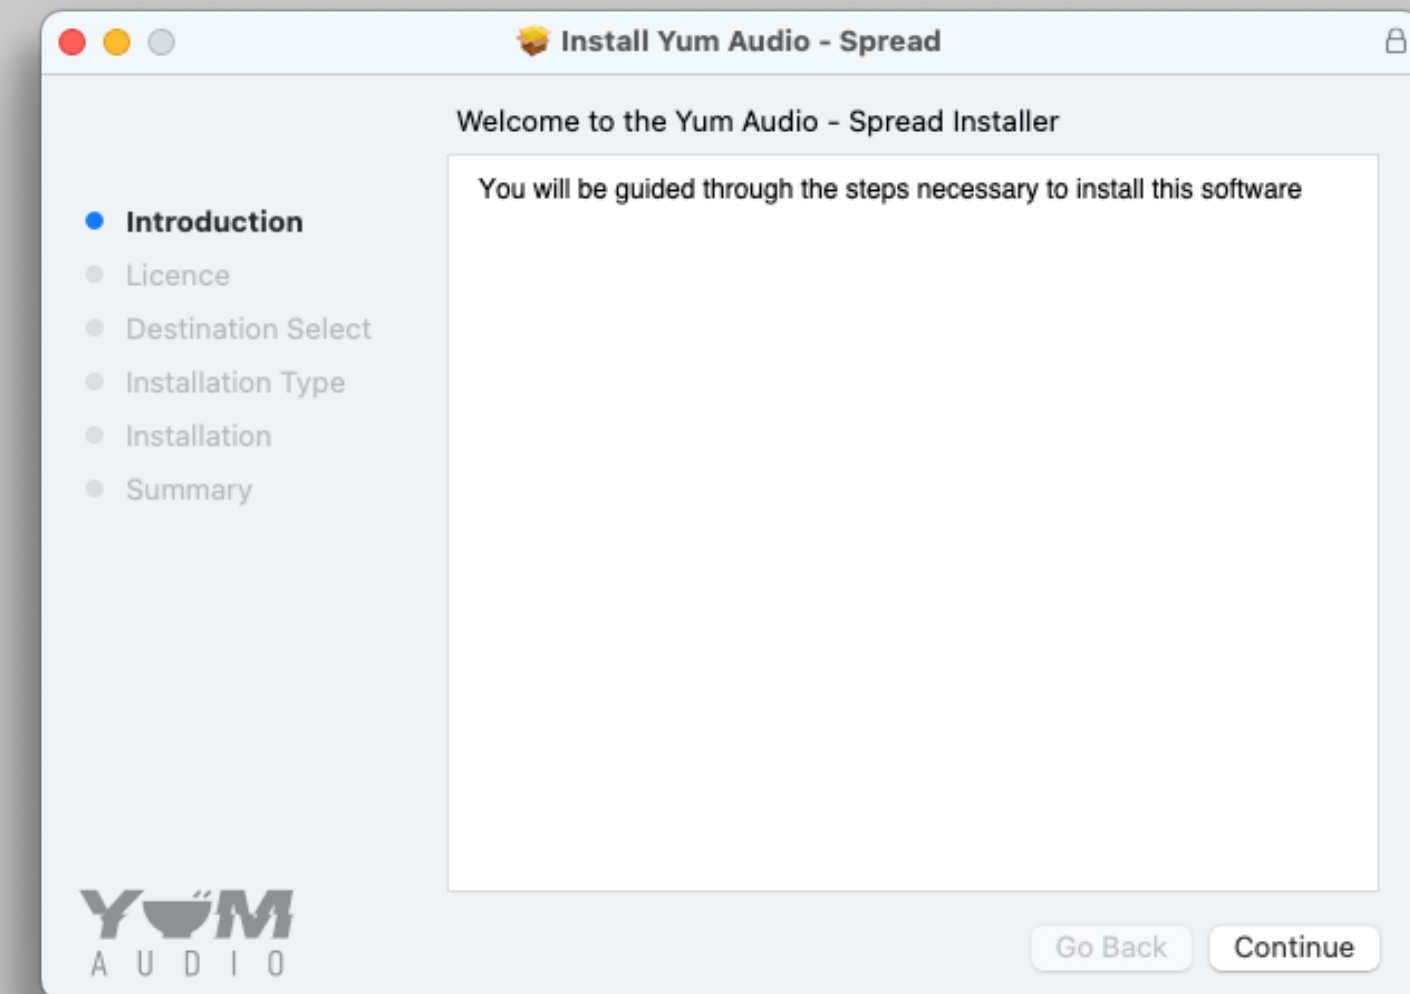 Install Yum Audio - Spread
Welcome to the Yum Audio - Spread Installer
You will be guided through the steps necessary to install this software
Introduction
Licence
Destination Select
Installation Type
Installation
Summary
YUM
AUDIO
Go Back
Continue